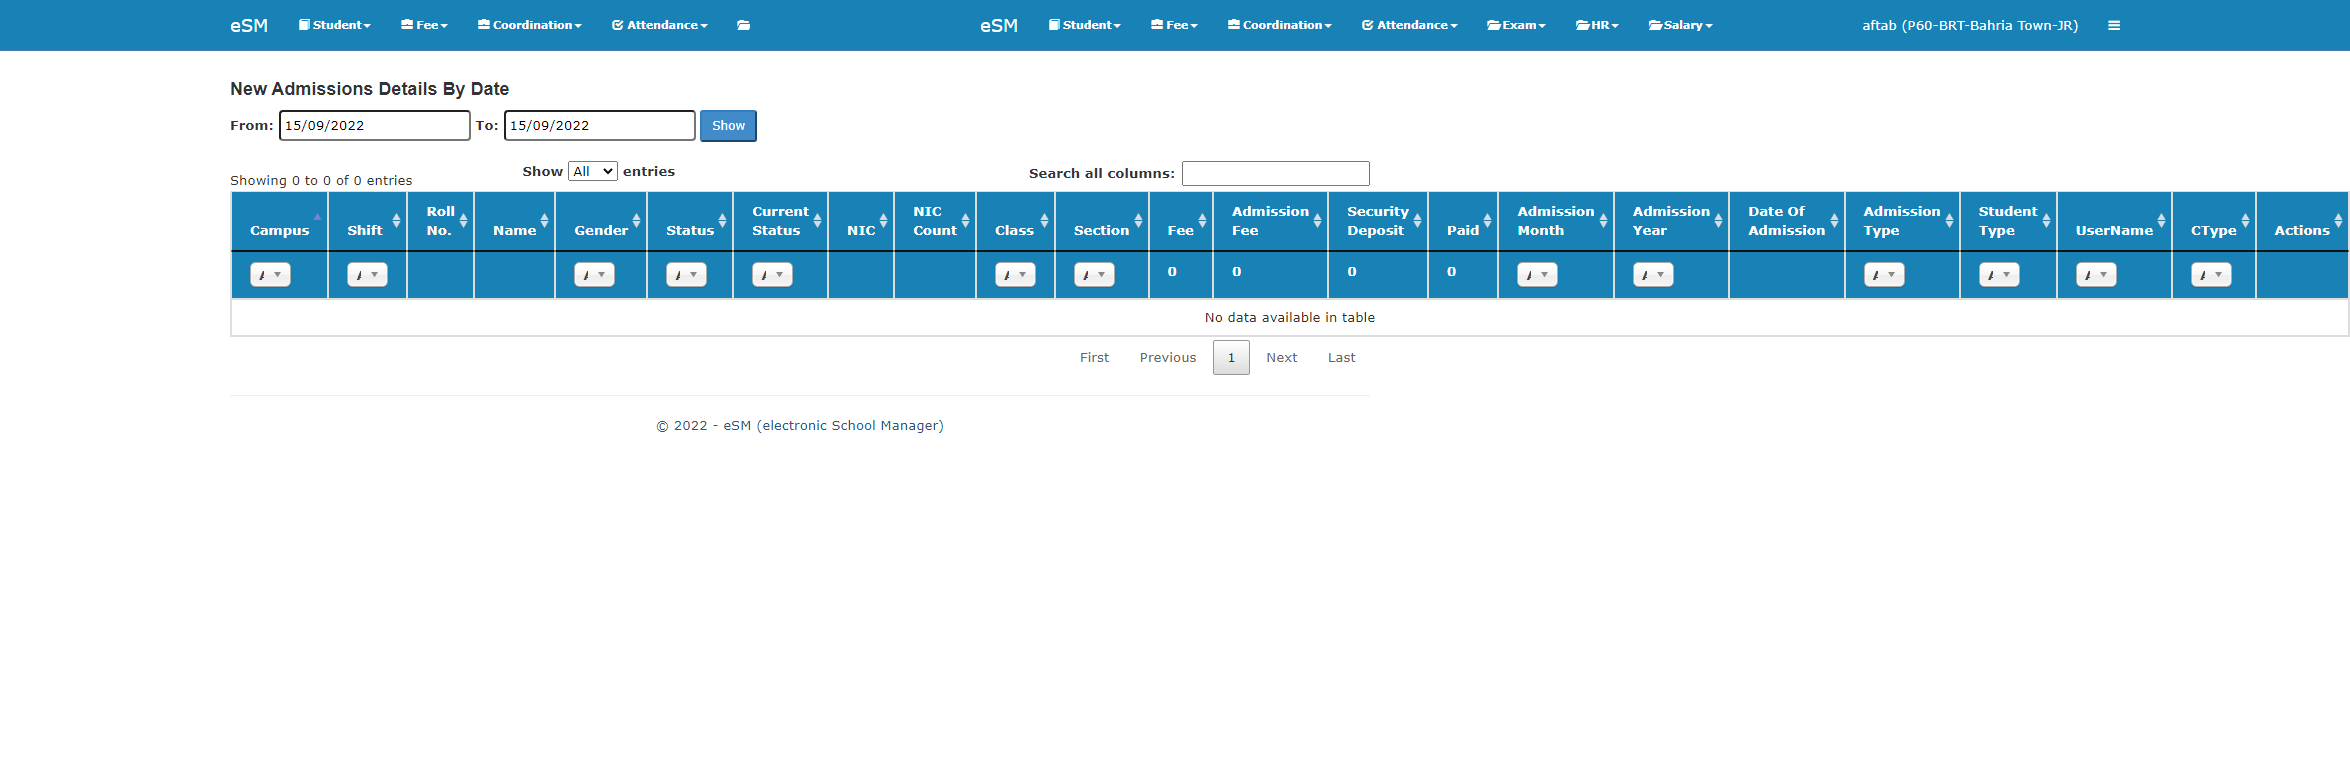 eSM Student Fee Coordination Attendance eSM Student Fee Coordination Attendance Exam HR Salary aftab (P60-BRT-Bahria Town-JR)
New Admissions Details By Date
From: 15/09/2022 To: 15/09/2022 Show
Showing 0 to 0 of 0 entries Show All entries Search all columns:
Campus Shift Roll No. Name Gender Status Current Status NIC NIC Count Class Section Fee Admission Fee Security Deposit Paid Admission Month Admission Year Date Of Admission Admission Type Student Type UserName CType Actions
0 0 0 0
No data available in table
First Previous 1 Next Last
© 2022 - eSM (electronic School Manager)